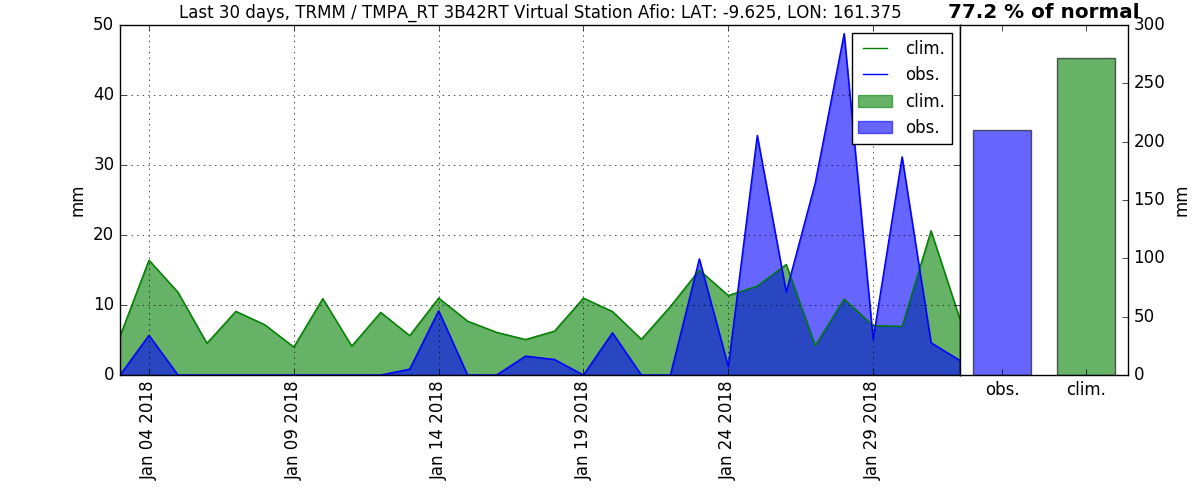 Last 30 days, TRMM / TMPA_RT 3B42RT Virtual Station Afio: LAT: -9.625, LON: 161.375
77.2 % of normal
50
40
30
20
10
0
mm
clim.
obs.
clim.
obs.
Jan 04 2018
Jan 09 2018
Jan 14 2018
Jan 19 2018
Jan 24 2018
Jan 29 2018
300
250
200
150
100
50
0
mm
obs.
clim.